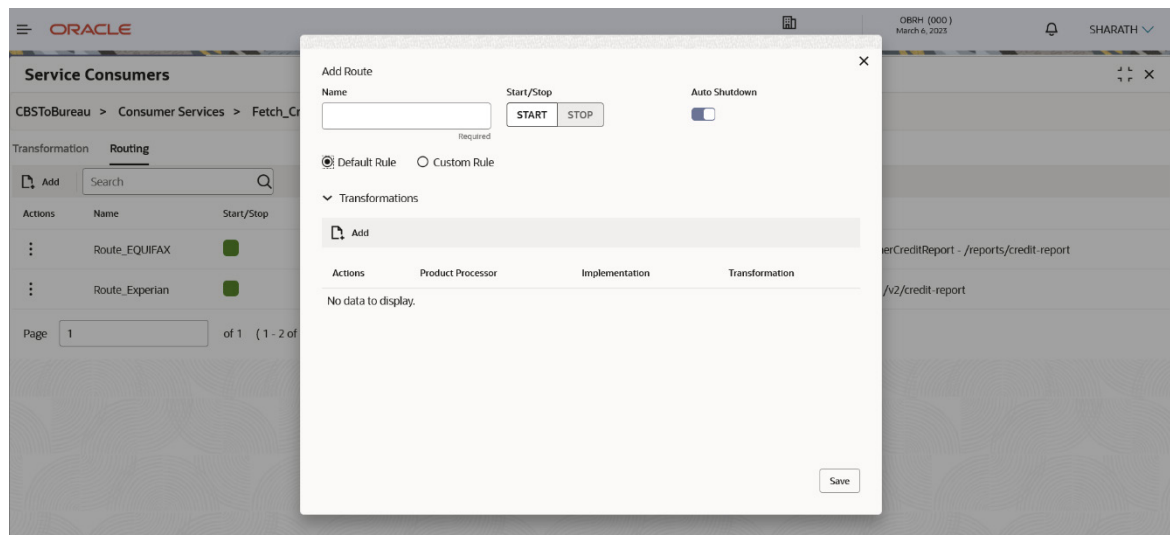 ORACLE
OBRH (000)
March 6, 2023
SHARATH
Service Consumers
CBSToBureau > Consumer Services > Fetch_Cr
Transformation Routing
Add Search
Actions Name Start/Stop
Route_EQUIFAX
erCreditReport - /reports/credit-report
Route_Experian
/v2/credit-report
Page 1 of 1 (1 - 2 of
Add Route
Name Start/Stop Auto Shutdown
START STOP
Required
Default Rule Custom Rule
Transformations
Add
Actions Product Processor Implementation Transformation
No data to display.
Save